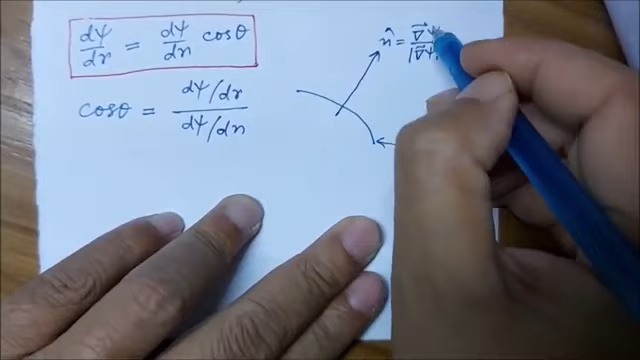 dψ/dr = dψ/dn cosθ
cosθ = dψ/dr / dψ/dn
n̂ = ∇⃗ψ / |∇⃗ψ